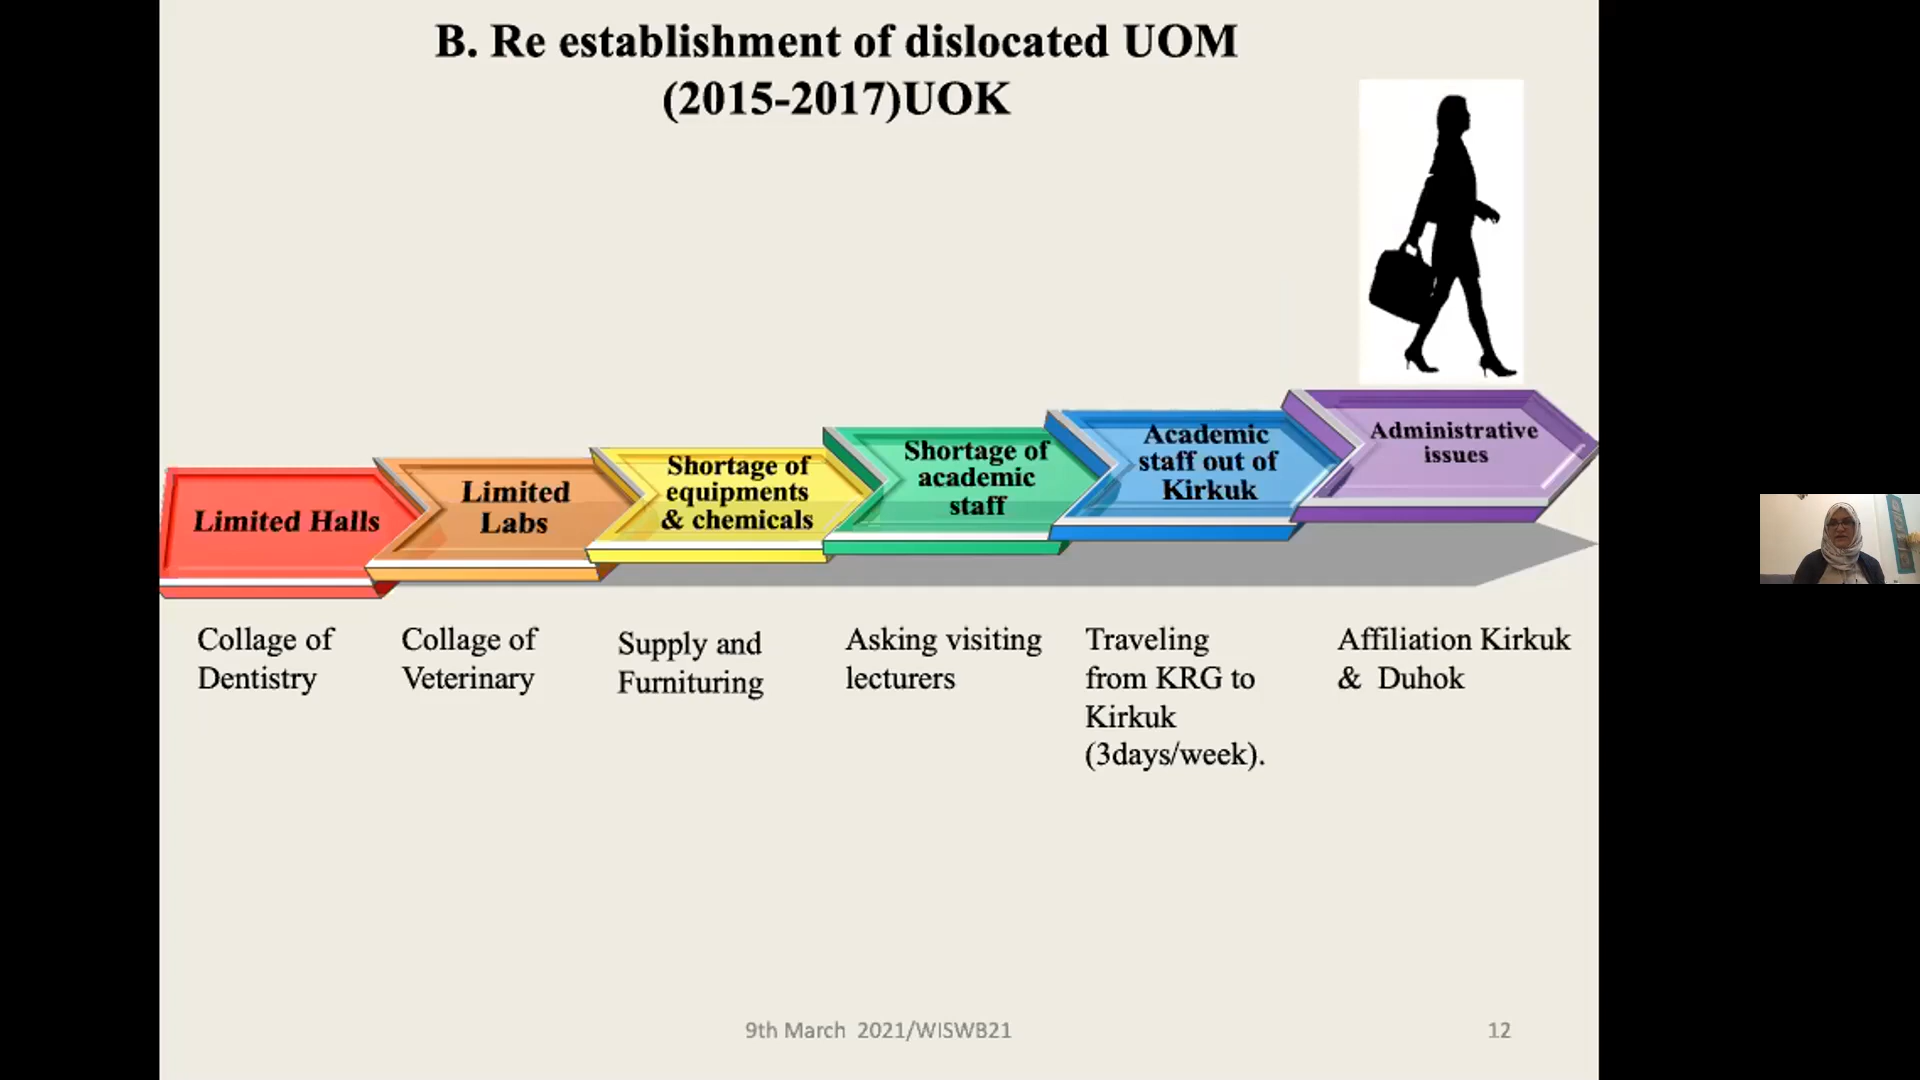 B. Re establishment of dislocated UOM
(2015-2017)UOK
Limited Halls
Limited
Labs
Shortage of
equipments
& chemicals
Shortage of
academic
staff
Academic
staff out of
Kirkuk
Administrative
issues
Collage of
Dentistry
Collage of
Veterinary
Supply and
Furnituring
Asking visiting
lecturers
Traveling
from KRG to
Kirkuk
(3days/week).
Affiliation Kirkuk
& Duhok
9th March 2021/WISWB21
12